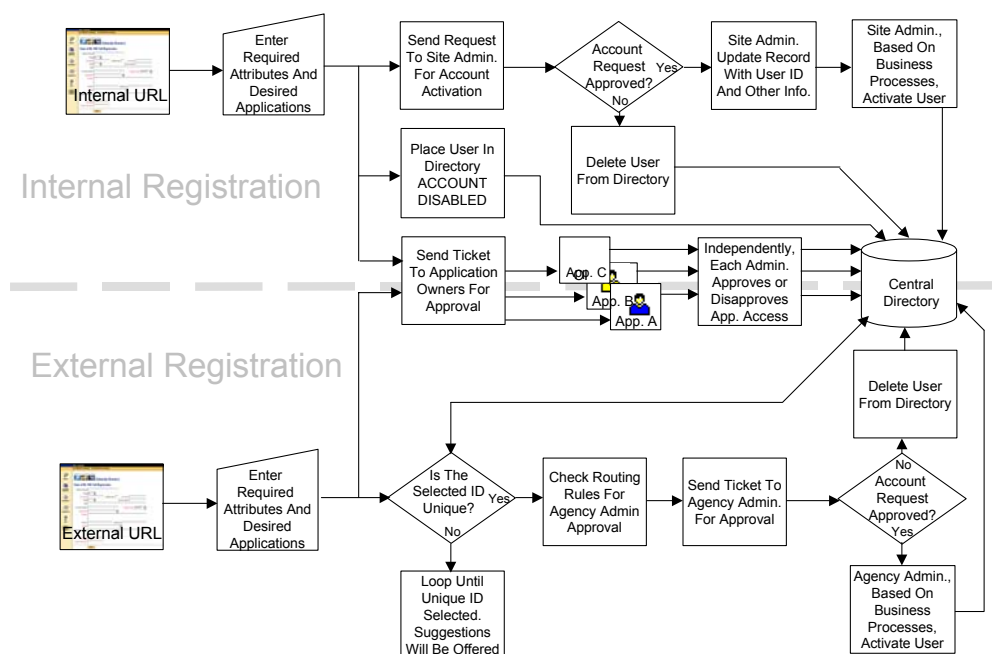 Internal URL
Enter
Required
Attributes And
Desired
Applications
Send Request
To Site Admin.
For Account
Activation
Account
Request
Approved?
Yes
No
Site Admin.
Update Record
With User ID
And Other Info.
Site Admin.,
Based On
Business
Processes,
Activate User
Internal Registration
Place User In
Directory
ACCOUNT
DISABLED
Delete User
From Directory
Send Ticket
To Application
Owners For
Approval
App. C
App. B
App. A
Independently,
Each Admin.
Approves or
Disapproves
App. Access
Central
Directory
External Registration
Delete User
From Directory
External URL
Enter
Required
Attributes And
Desired
Applications
Is The
Selected ID
Unique?
Yes
No
Check Routing
Rules For
Agency Admin
Approval
Send Ticket To
Agency Admin.
For Approval
No
Account
Request
Approved?
Yes
Loop Until
Unique ID
Selected.
Suggestions
Will Be Offered
Agency Admin.,
Based On
Business
Processes,
Activate User